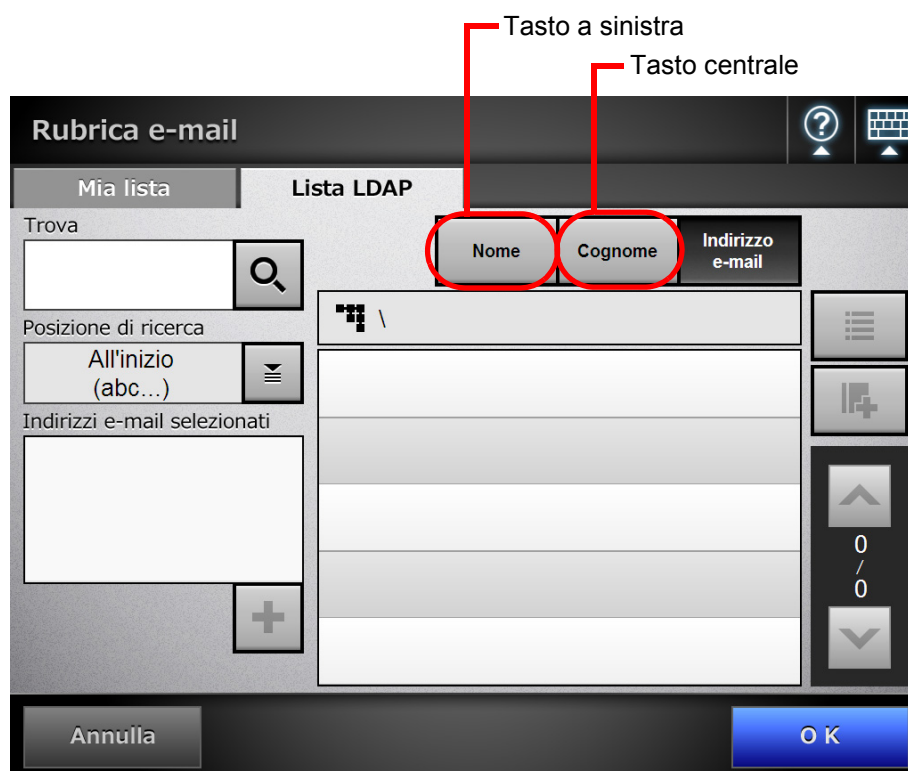 Tasto a sinistra
Tasto centrale
Rubrica e-mail
?
Mia lista
Lista LDAP
Trova
Nome
Cognome
Indirizzo
e-mail
\
Posizione di ricerca
All'inizio
(abc...)
Indirizzi e-mail selezionati
0
/
0
Annulla
OK